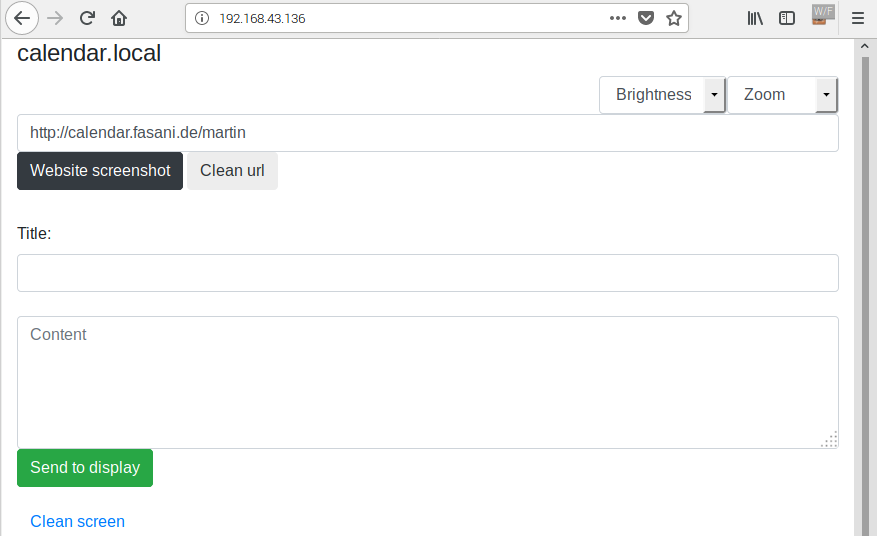 192.168.43.136
W/F
calendar.local
Brightness Zoom
http://calendar.fasani.de/martin
Website screenshot Clean url
Title:
Content
Send to display
Clean screen